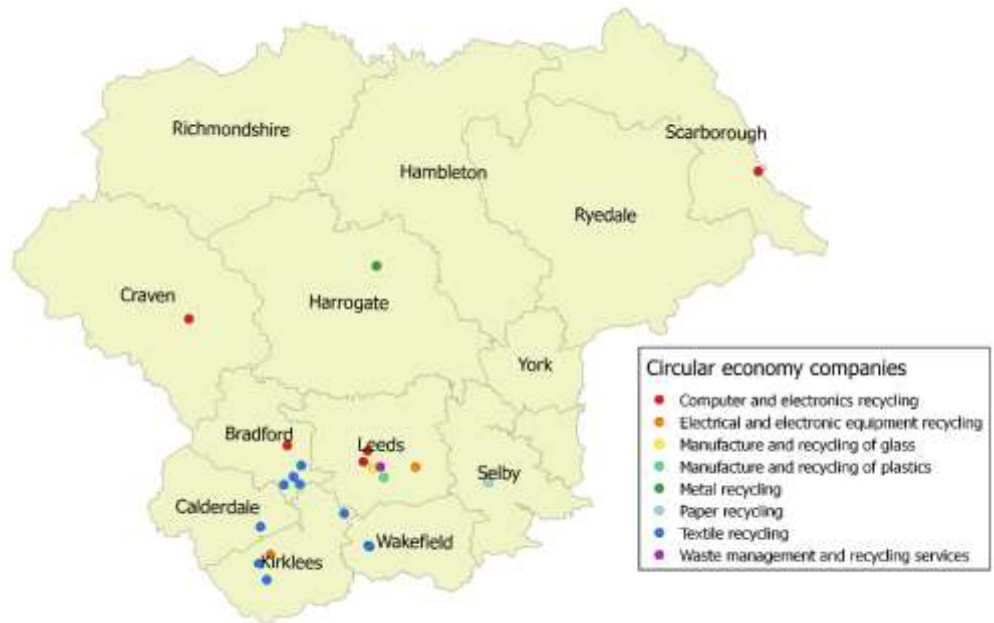 Richmondshire
Scarborough
Hambleton
Ryedale
Craven
Harrogate
York
Bradford
Leeds
Selby
Calderdale
Wakefield
Kirklees
Circular economy companies
Computer and electronics recycling
Electrical and electronic equipment recycling
Manufacture and recycling of glass
Manufacture and recycling of plastics
Metal recycling
Paper recycling
Textile recycling
Waste management and recycling services